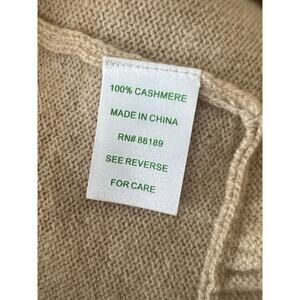 100% CASHMERE
MADE IN CHINA
RN# 88189
SEE REVERSE
FOR CARE